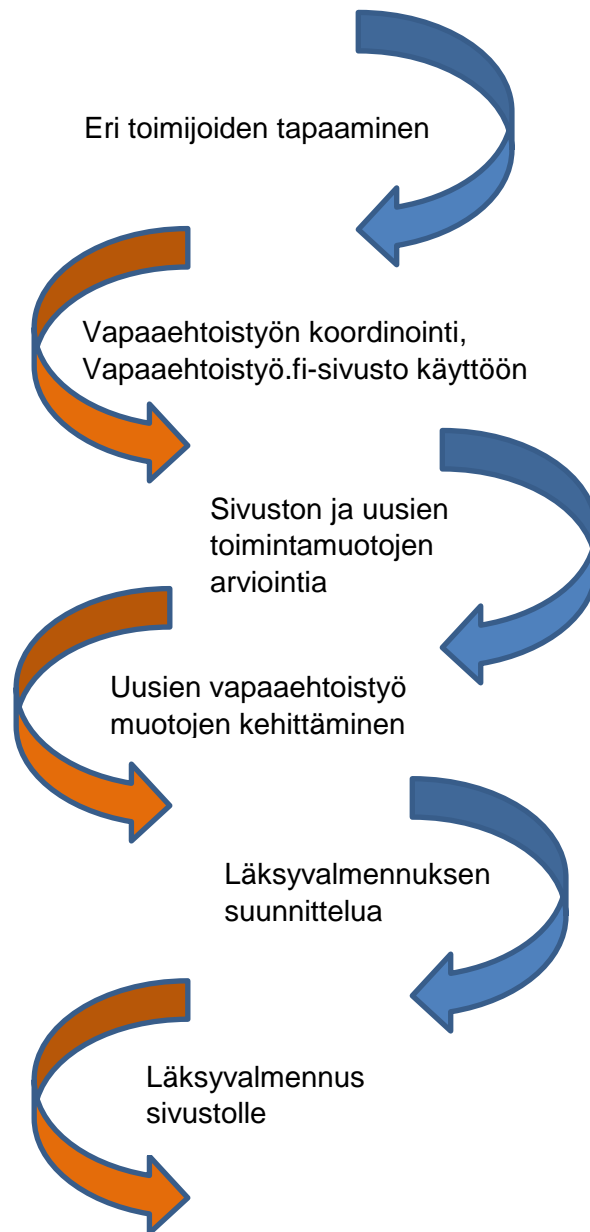 Eri toimijoiden tapaaminen
Vapaaehtoistyön koordinointi,
Vapaaehtoistyö.fi-sivusto käyttöön
Sivuston ja uusien
toimintamuotojen
arviointia
Uusien vapaaehtoistyö
muotojen kehittäminen
Läksyvalmennuksen
suunnittelua
Läksyvalmennus
sivustolle